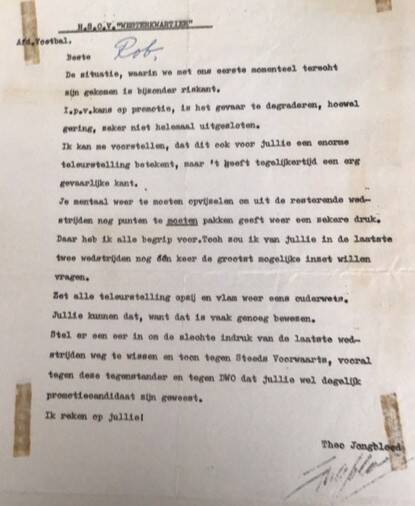 H.S.C.V. "WESTERKWARTIER"
Afd.Voetbal.
Beste Rob,
De situatie, waarin we met ons eerste momenteel terecht
zijn gekomen is bijzonder riskant.
I.p.v.kans op promotie, is het gevaar te degraderen, hoewel
gering, zeker niet helemaal uitgesloten.
Ik kan me voorstellen, dat dit ook voor jullie een enorme
teleurstelling betekent, maar 't heeft tegelijkertijd een erg
gevaarlijke kant.
Je mentaal weer te moeten opvijzelen om uit de resterende wed-
strijden nog punten te moeten pakken geeft weer een zekere druk.
Daar heb ik alle begrip voor.Toch zou ik van jullie in de laatste
twee wedstrijden nog één keer de grootst mogelijke inzet willen
vragen.
Zet alle teleurstelling opzij en vlam weer eens ouderwets.
Jullie kunnen dat, want dat is vaak genoeg bewezen.
Stel er een eer in om de slechte indruk van de laatste wed-
strijden weg te wissen en toon tegen Steeds Voorwaarts, vooral
tegen deze tegenstander en tegen DWO dat jullie wel degelijk
promotiecandidaat zijn geweest.
Ik reken op jullie!
Theo Jongbloed